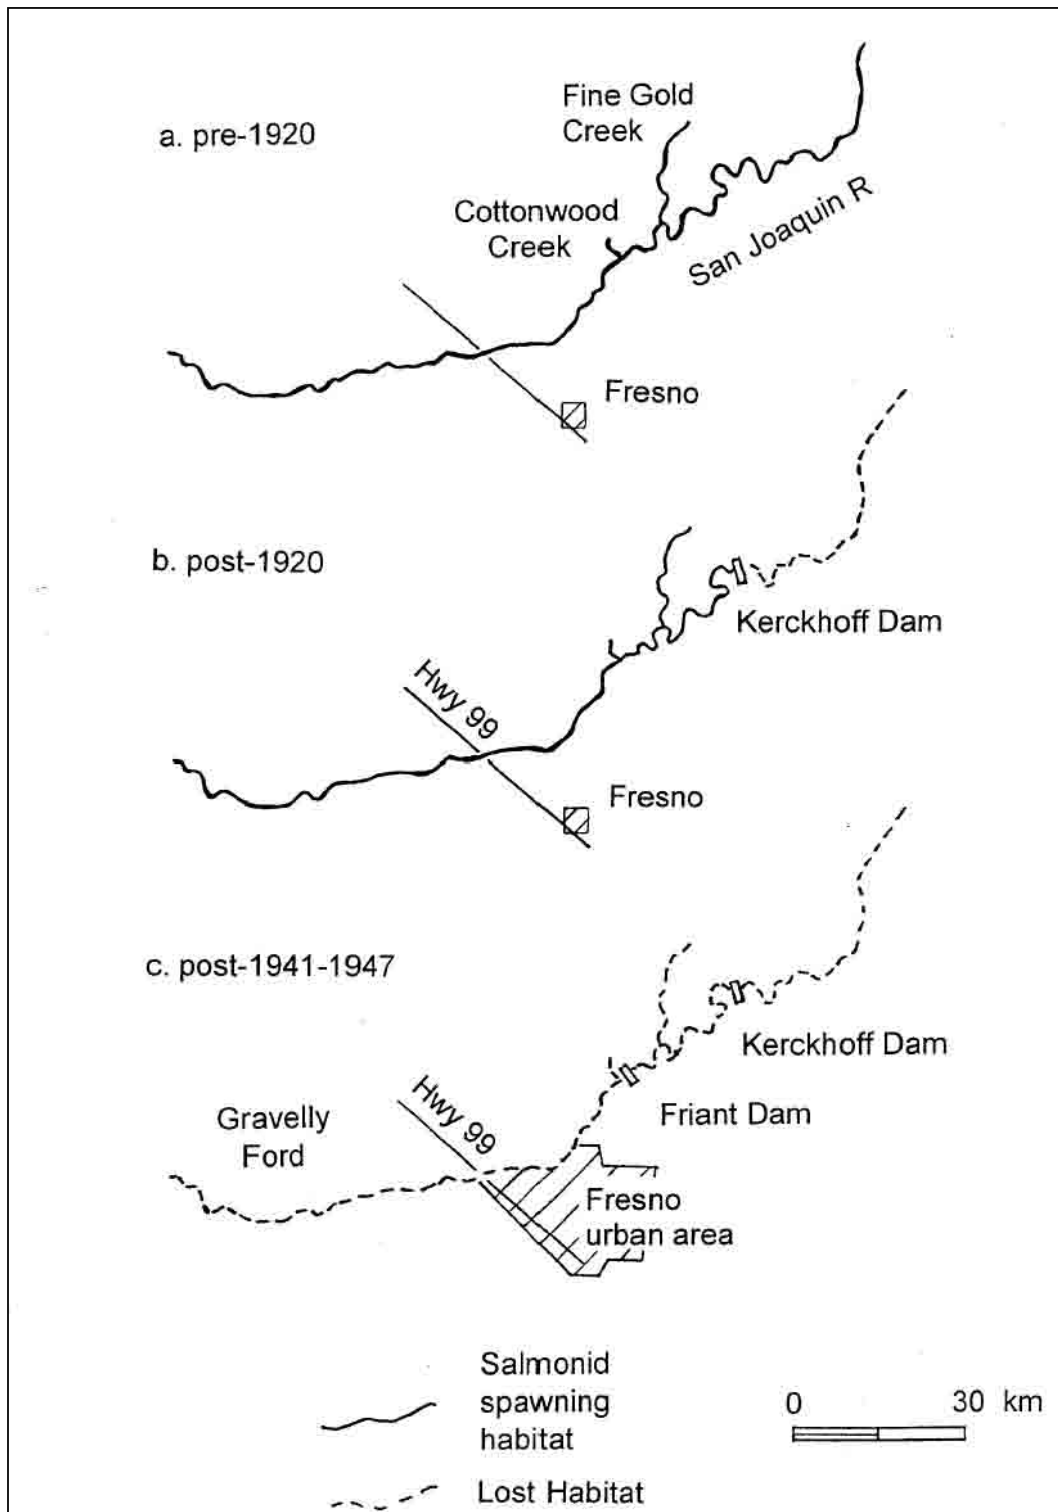 a. pre-1920
Fine Gold
Creek
Cottonwood
Creek
San Joaquin R
Fresno
b. post-1920
Kerckhoff Dam
Hwy 99
Fresno
c. post-1941-1947
Kerckhoff Dam
Friant Dam
Hwy 99
Gravelly
Ford
Fresno
urban area
Salmonid
spawning
habitat
0 30 km
Lost Habitat